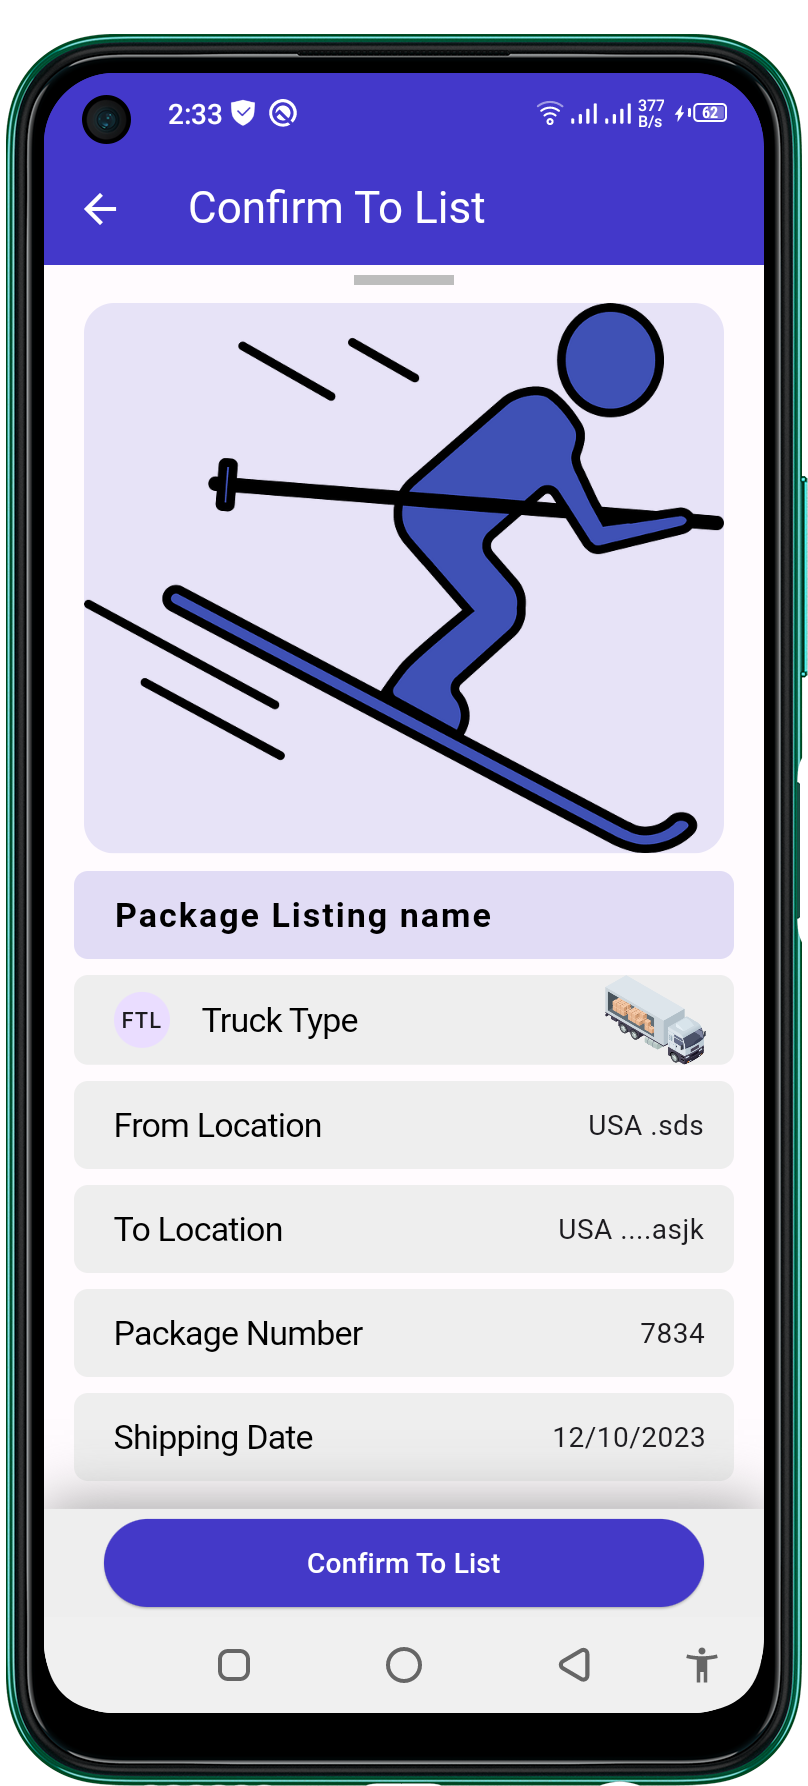 2:33
377
B/s
62
Confirm To List
Package Listing name
FTL Truck Type
From Location USA .sds
To Location USA ....asjk
Package Number 7834
Shipping Date 12/10/2023
Confirm To List